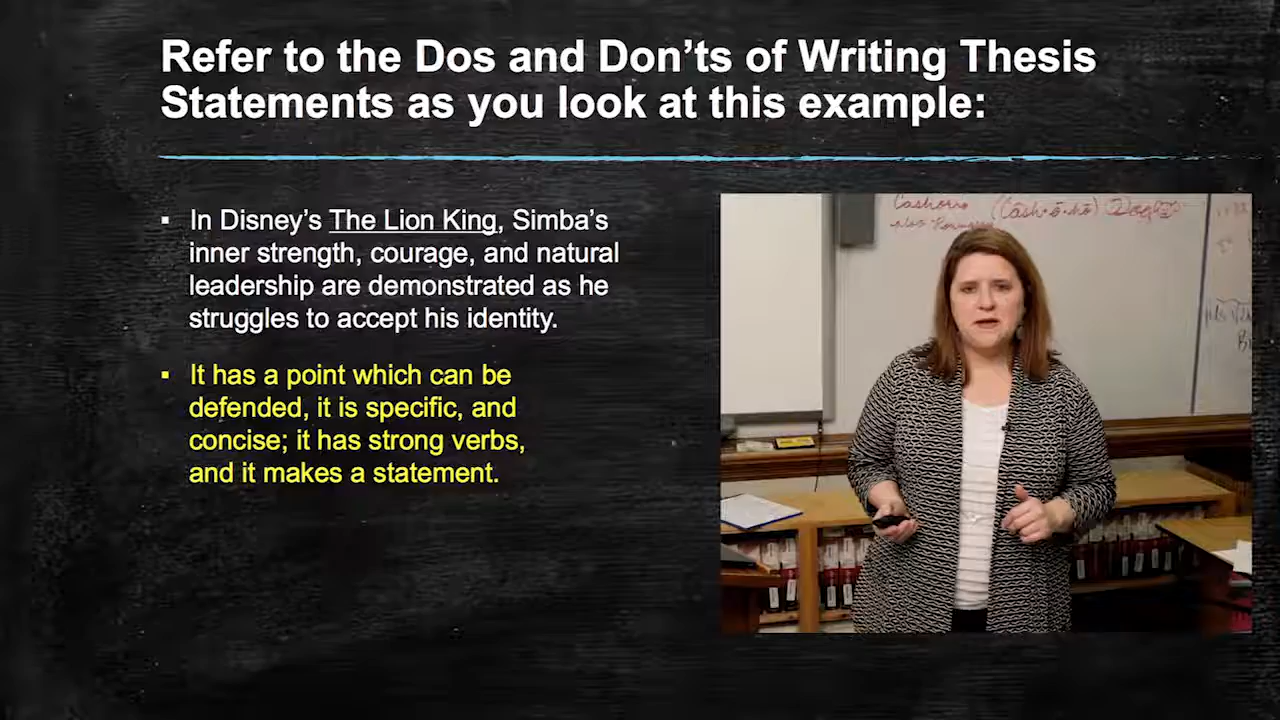 Refer to the Dos and Don'ts of Writing Thesis
Statements as you look at this example:
▪ In Disney's The Lion King, Simba's
inner strength, courage, and natural
leadership are demonstrated as he
struggles to accept his identity.
▪ It has a point which can be
defended, it is specific, and
concise; it has strong verbs,
and it makes a statement.
Cashorro
also